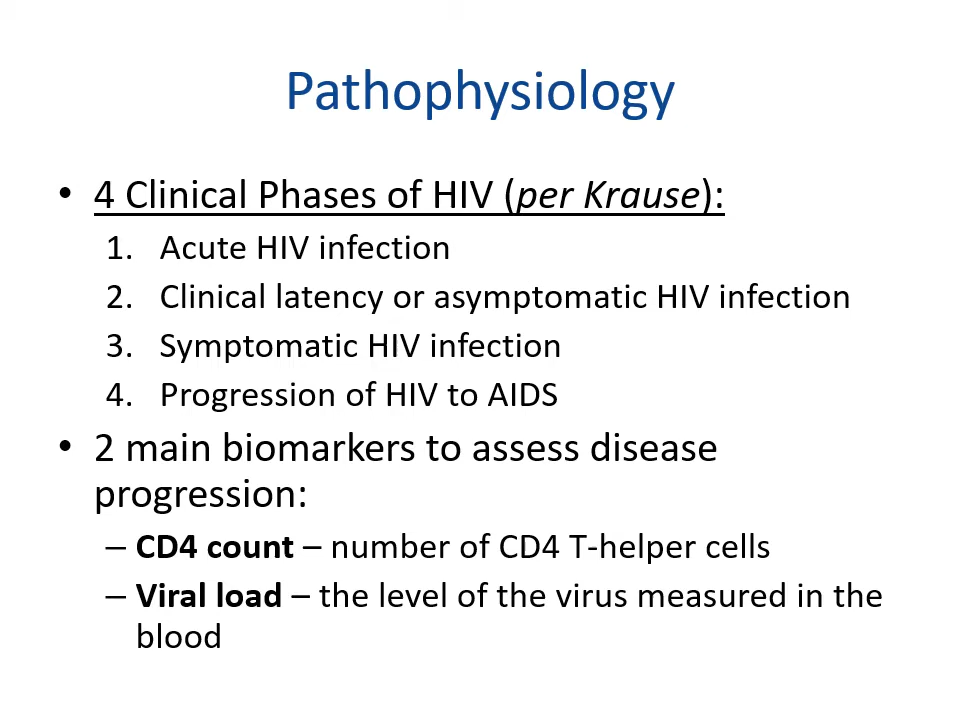 Pathophysiology
• 4 Clinical Phases of HIV (per Krause):
1. Acute HIV infection
2. Clinical latency or asymptomatic HIV infection
3. Symptomatic HIV infection
4. Progression of HIV to AIDS
• 2 main biomarkers to assess disease
progression:
– CD4 count – number of CD4 T-helper cells
– Viral load – the level of the virus measured in the
blood